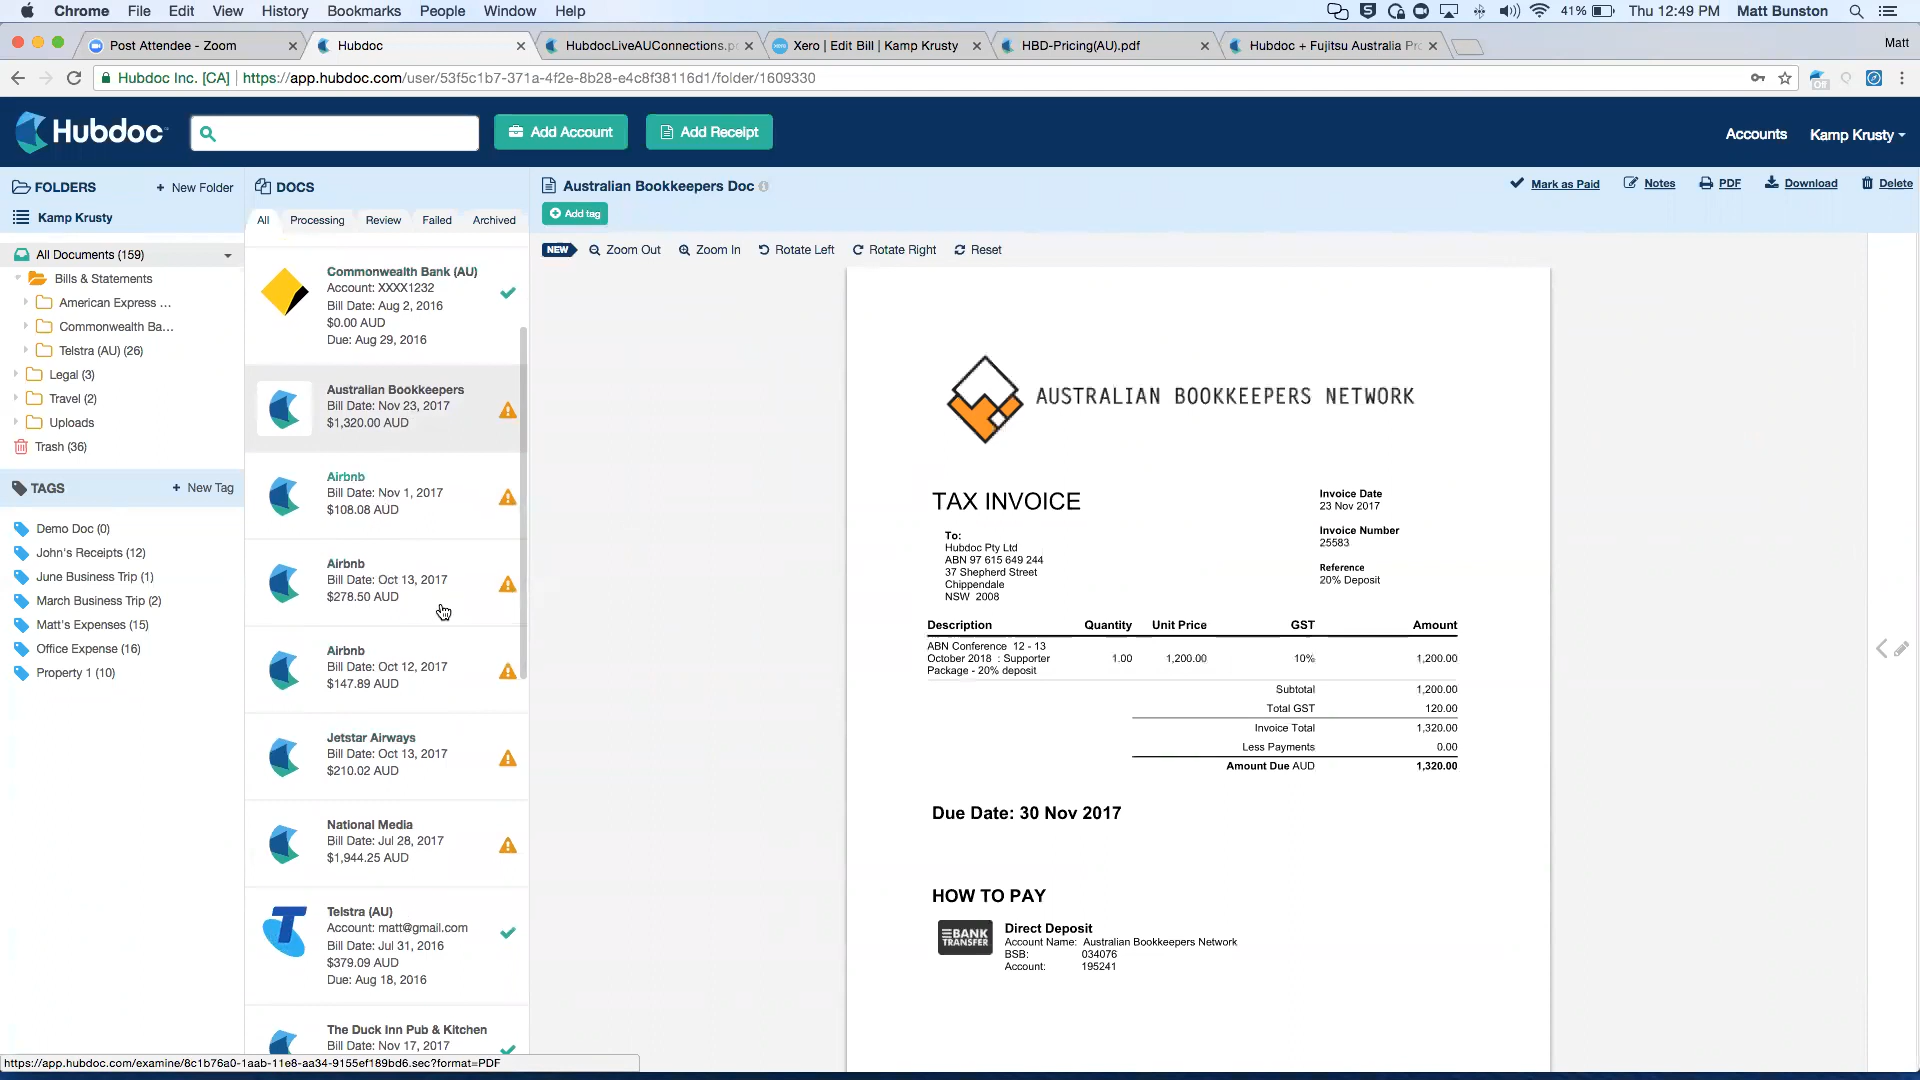 Chrome File Edit View History Bookmarks People Window Help
41% Thu 12:49 PM Matt Bunston
Post Attendee - Zoom
Hubdoc
HubdocLiveAUConnections.p
Xero | Edit Bill | Kamp Krusty
HBD-Pricing(AU).pdf
Hubdoc + Fujitsu Australia Pr
Matt
Hubdoc Inc. [CA] https://app.hubdoc.com/user/53f5c1b7-371a-4f2e-8b28-e4c8f38116d1/folder/1609330
Hubdoc
Add Account
Add Receipt
Accounts
Kamp Krusty
FOLDERS
+ New Folder
Kamp Krusty
All Documents (159)
Bills & Statements
American Express ...
Commonwealth Ba...
Telstra (AU) (26)
Legal (3)
Travel (2)
Uploads
Trash (36)
TAGS
+ New Tag
Demo Doc (0)
John's Receipts (12)
June Business Trip (1)
March Business Trip (2)
Matt's Expenses (15)
Office Expense (16)
Property 1 (10)
DOCS
All Processing Review Failed Archived
Commonwealth Bank (AU)
Account: XXXX1232
Bill Date: Aug 2, 2016
$0.00 AUD
Due: Aug 29, 2016
Australian Bookkeepers
Bill Date: Nov 23, 2017
$1,320.00 AUD
Airbnb
Bill Date: Nov 1, 2017
$108.08 AUD
Airbnb
Bill Date: Oct 13, 2017
$278.50 AUD
Airbnb
Bill Date: Oct 12, 2017
$147.89 AUD
Jetstar Airways
Bill Date: Oct 13, 2017
$210.02 AUD
National Media
Bill Date: Jul 28, 2017
$1,944.25 AUD
Telstra (AU)
Account: matt@gmail.com
Bill Date: Jul 31, 2016
$379.09 AUD
Due: Aug 18, 2016
The Duck Inn Pub & Kitchen
Bill Date: Nov 17, 2017
Australian Bookkeepers Doc
Mark as Paid Notes PDF Download Delete
Add tag
NEW Zoom Out Zoom In Rotate Left Rotate Right Reset
AUSTRALIAN BOOKKEEPERS NETWORK
TAX INVOICE
To:
Hubdoc Pty Ltd
ABN 97 615 649 244
37 Shepherd Street
Chippendale
NSW 2008
Invoice Date
23 Nov 2017
Invoice Number
25583
Reference
20% Deposit
Description Quantity Unit Price GST Amount
ABN Conference 12 - 13
October 2018 : Supporter 1.00 1,200.00 10% 1,200.00
Package - 20% deposit
Subtotal 1,200.00
Total GST 120.00
Invoice Total 1,320.00
Less Payments 0.00
Amount Due AUD 1,320.00
Due Date: 30 Nov 2017
HOW TO PAY
BANK TRANSFER
Direct Deposit
Account Name: Australian Bookkeepers Network
BSB: 034076
Account: 195241
https://app.hubdoc.com/examine/8c1b76a0-1aab-11e8-aa34-9155ef189bd6.sec?format=PDF